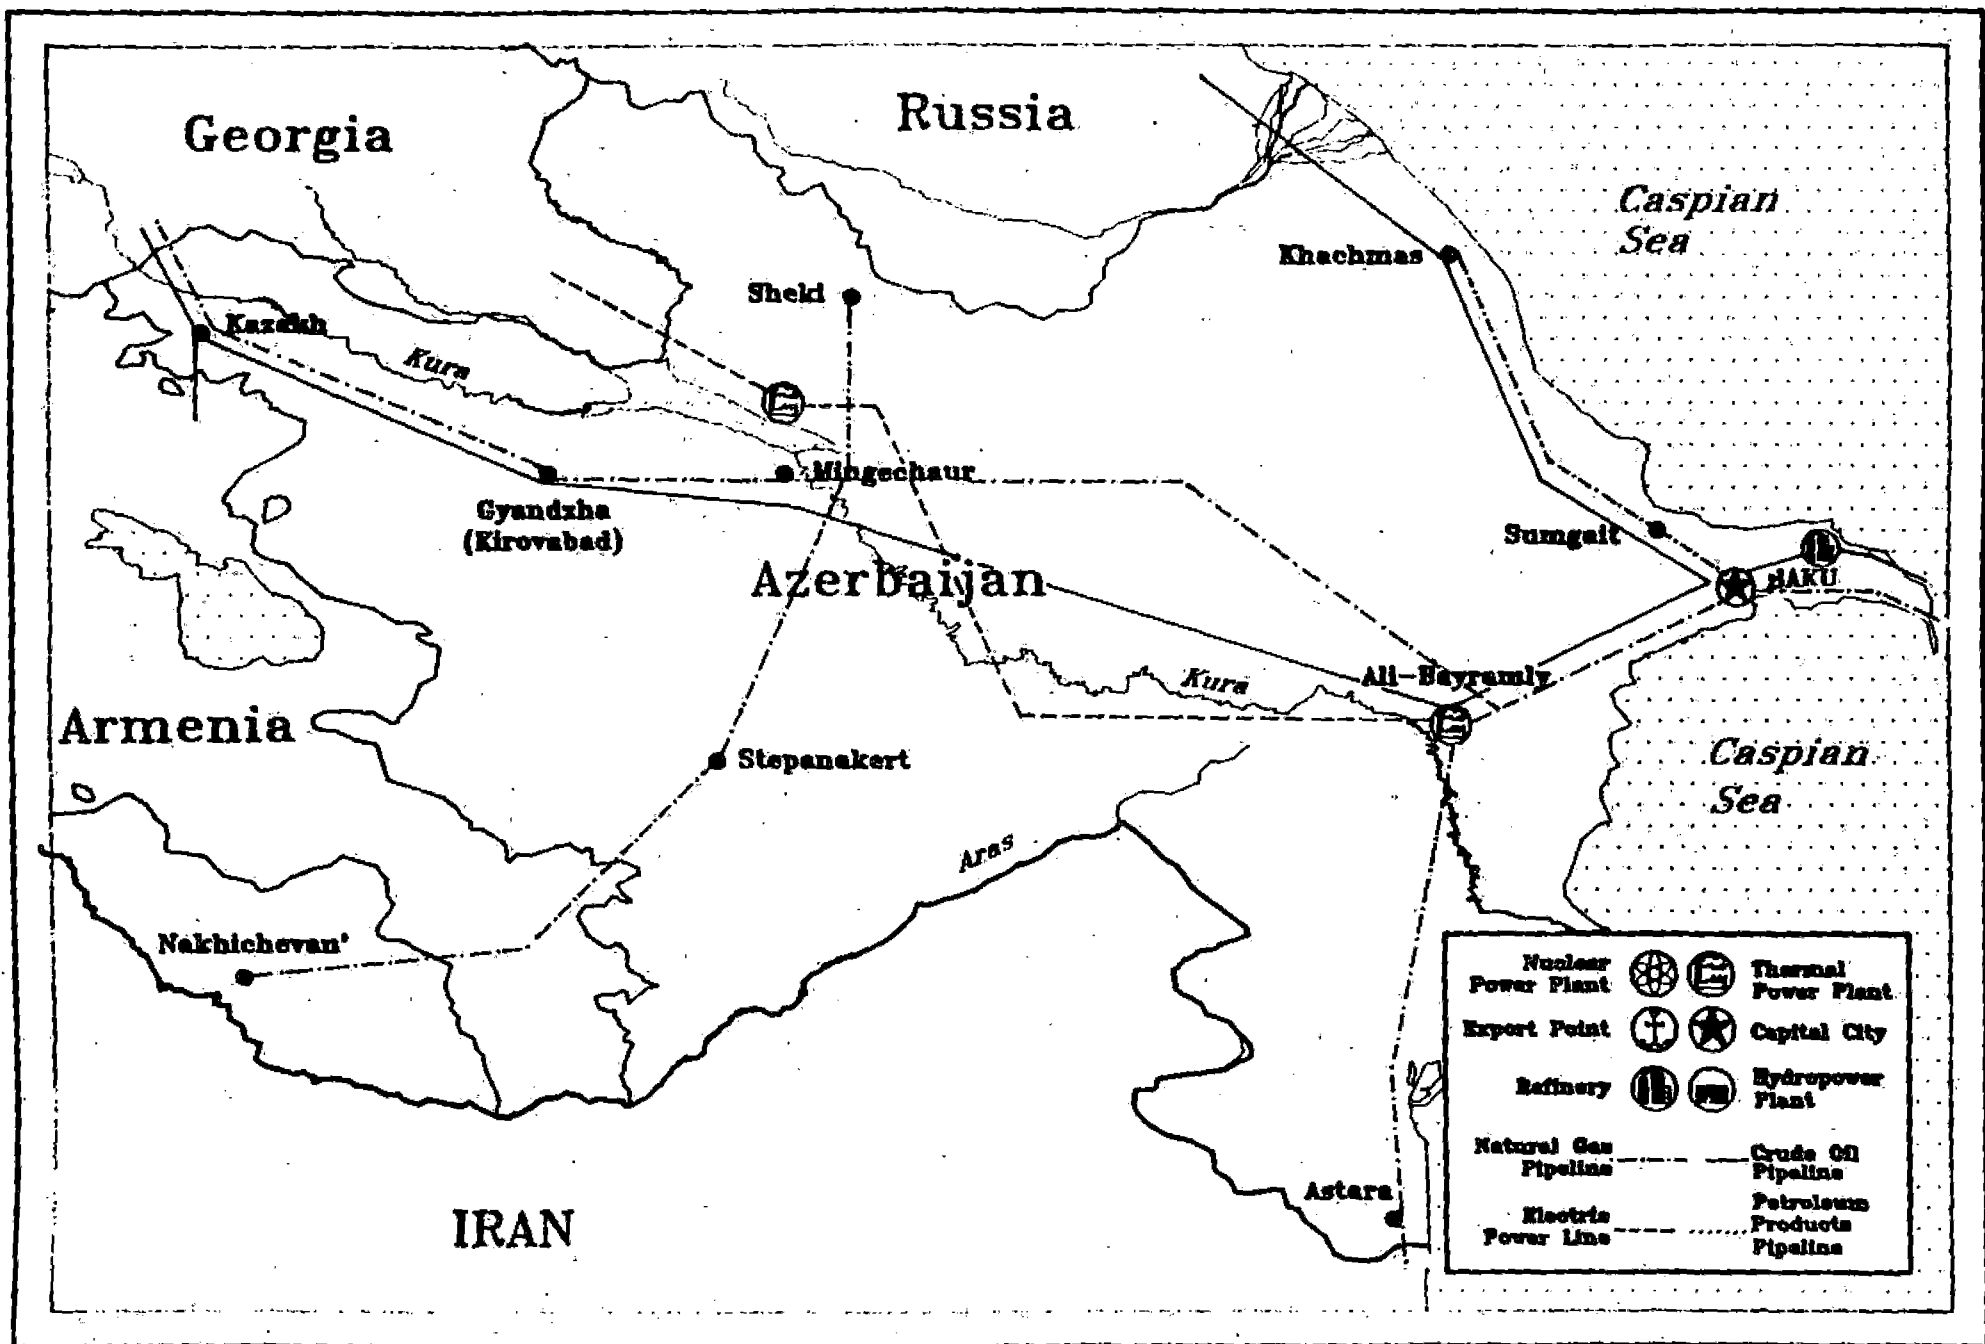 Georgia
Russia
Caspian
Sea
Khachmas
Sheki
Kazakh
Kura
Mingechaur
Gyandzha
(Kirovabad)
Sumgait
BAKU
Azerbaijan
Ali-Bayramly
Kura
Armenia
Stepanakert
Caspian
Sea
Aras
Nakhichevan'
Astara
IRAN
Nuclear
Power Plant
Thermal
Power Plant
Export Point
Capital City
Refinery
Hydropower
Plant
Natural Gas
Pipeline
Crude Oil
Pipeline
Electric
Power Line
Petroleum
Products
Pipeline